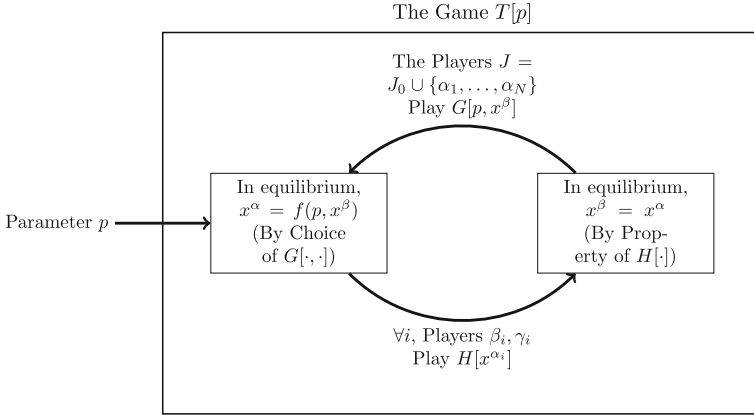 The Game T[p]
The Players J =
J₀ ∪ {α₁, . . . , α_N}
Play G[p, x^β]
In equilibrium,
x^α = f(p, x^β)
(By Choice
of G[·, ·])
In equilibrium,
x^β = x^α
(By Prop-
erty of H[·])
Parameter p
∀i, Players β_i, γ_i
Play H[x^{α_i}]